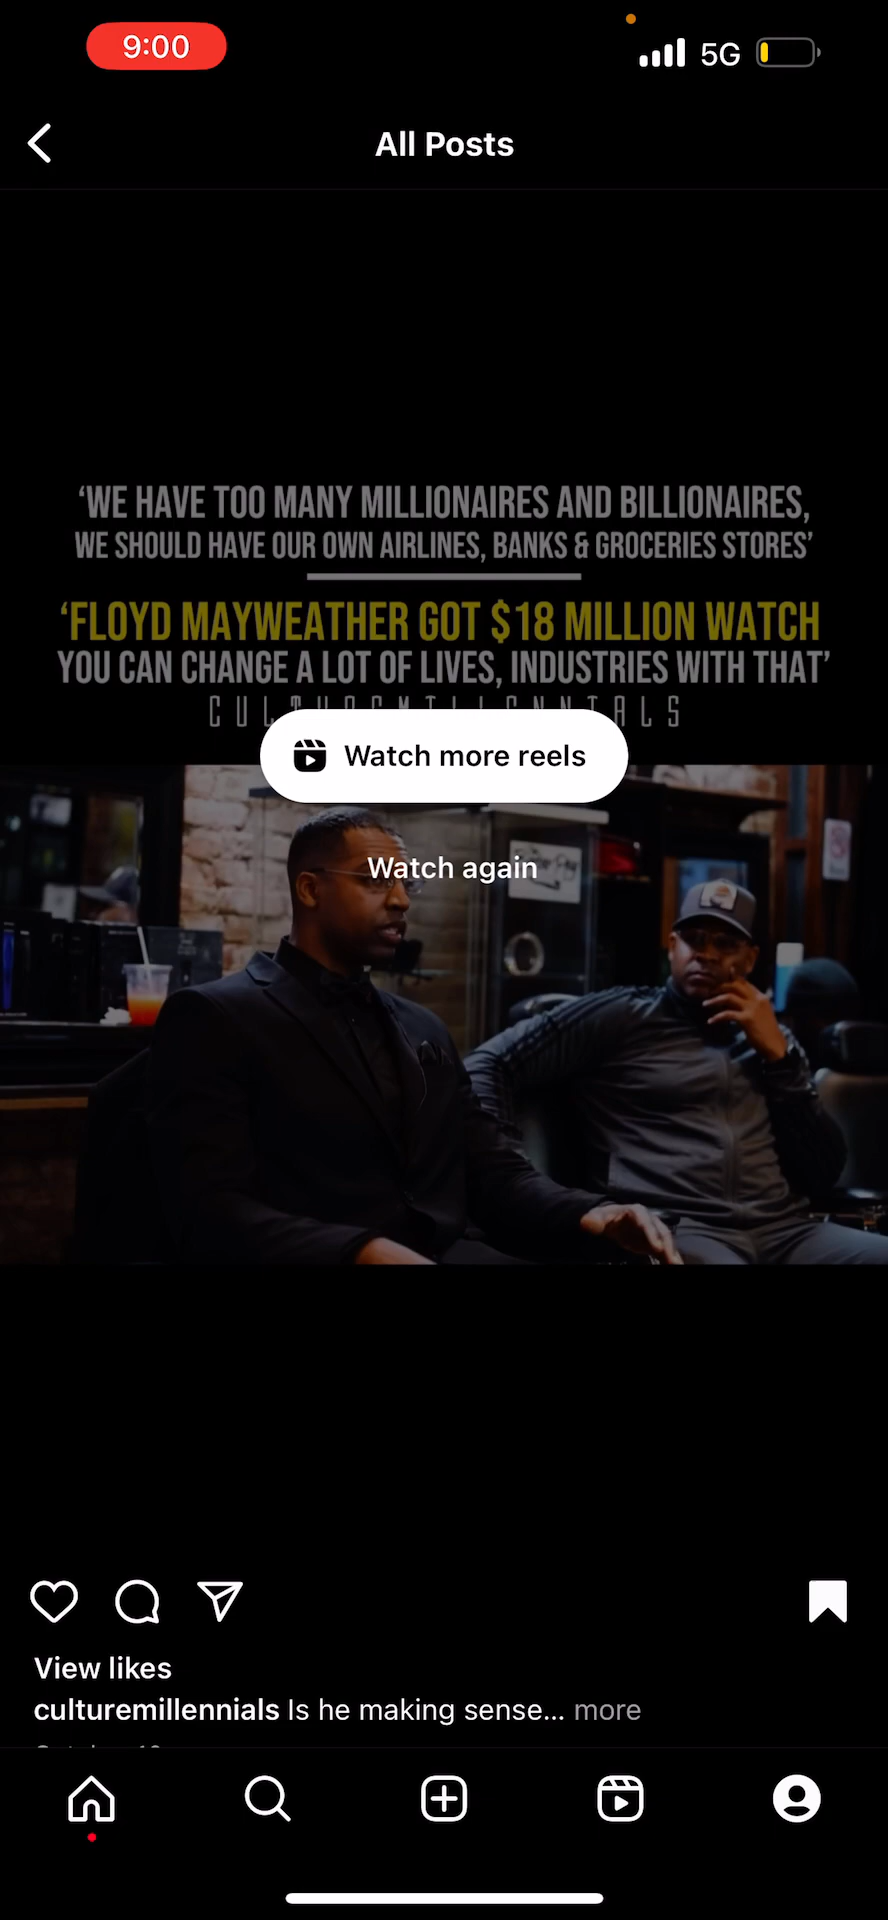 9:00
5G
All Posts
‘WE HAVE TOO MANY MILLIONAIRES AND BILLIONAIRES,
WE SHOULD HAVE OUR OWN AIRLINES, BANKS & GROCERIES STORES’
‘FLOYD MAYWEATHER GOT $18 MILLION WATCH
YOU CAN CHANGE A LOT OF LIVES, INDUSTRIES WITH THAT’
CULTUREMILLENNIALS
Watch more reels
Watch again
View likes
culturemillennials Is he making sense... more